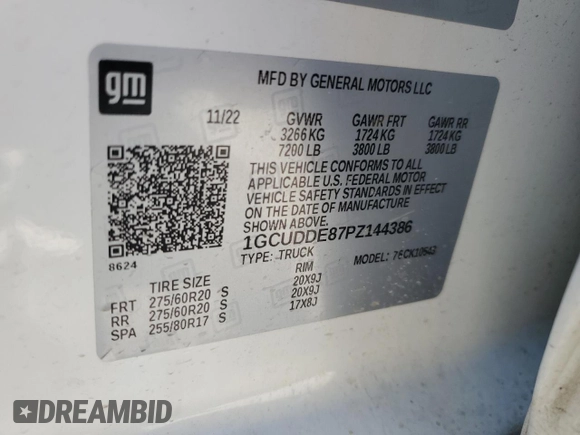 gm
MFD BY GENERAL MOTORS LLC
11/22 GVWR GAWR FRT GAWR RR
3266 KG 1724 KG 1724 KG
7200 LB 3800 LB 3800 LB
THIS VEHICLE CONFORMS TO ALL
APPLICABLE U.S. FEDERAL MOTOR
VEHICLE SAFETY STANDARDS IN EFFECT
ON THE DATE OF MANUFACTURE
SHOWN ABOVE.
1GCUDDE87PZ144386
8624
TYPE: TRUCK MODEL:
TIRE SIZE RIM
FRT 275/60R20 S 20X9J
RR 275/60R20 S 20X9J
SPA 255/80R17 S 17X8J
DREAMBID